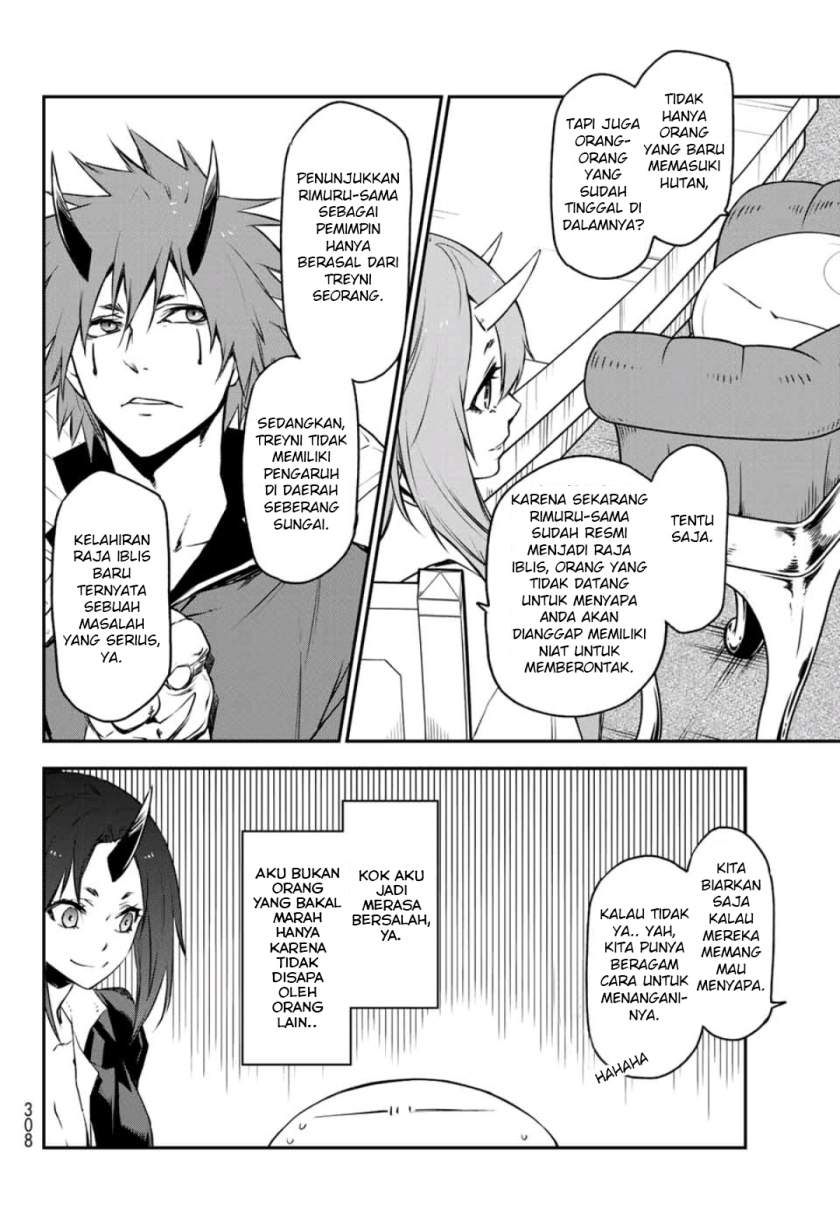 TIDAK
HANYA
ORANG
YANG BARU
MEMASUKI
HUTAN,
TAPI JUGA
ORANG-
ORANG
YANG
SUDAH
TINGGAL DI
DALAMNYA?
TENTU
SAJA.
KARENA SEKARANG
RIMURU-SAMA
SUDAH RESMI
MENJADI RAJA
IBLIS, ORANG YANG
TIDAK DATANG
UNTUK MENYAPA
ANDA AKAN
DIANGGAP MEMILIKI
NIAT UNTUK
MEMBERONTAK.
PENUNJUKKAN
RIMURU-SAMA
SEBAGAI
PEMIMPIN
HANYA
BERASAL DARI
TREYNI
SEORANG.
SEDANGKAN,
TREYNI TIDAK
MEMILIKI
PENGARUH
DI DAERAH
SEBERANG
SUNGAI.
KELAHIRAN
RAJA IBLIS
BARU
TERNYATA
SEBUAH
MASALAH
YANG SERIUS,
YA.
KITA
BIARKAN
SAJA
KALAU
MEREKA
MEMANG
MAU
MENYAPA.
KALAU TIDAK
YA.. YAH,
KITA PUNYA
BERAGAM
CARA UNTUK
MENANGANI-
NYA.
HAHAHA
KOK AKU
JADI
MERASA
BERSALAH,
YA.
AKU BUKAN
ORANG
YANG BAKAL
MARAH
HANYA
KARENA
TIDAK
DISAPA
OLEH
ORANG
LAIN..
308